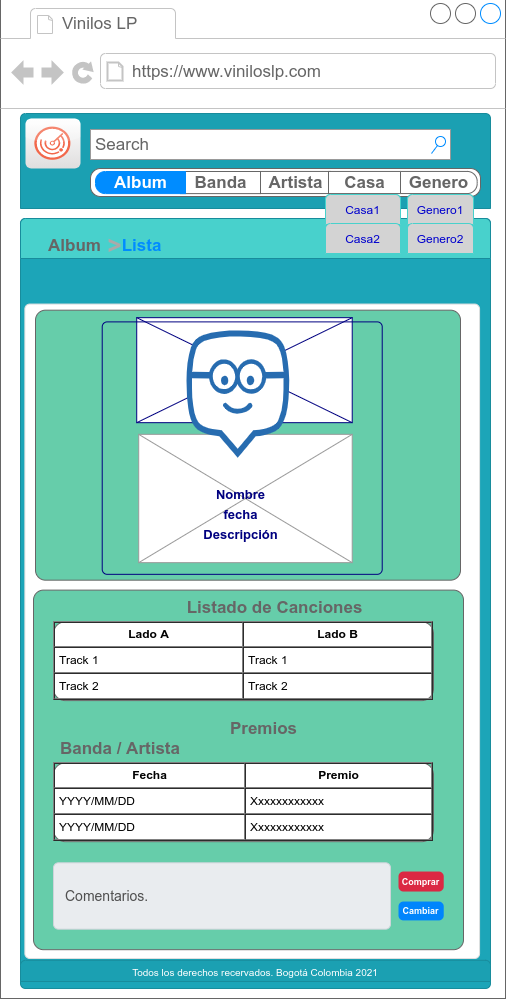 Vinilos LP
https://www.viniloslp.com
Search
Album Banda Artista Casa Genero
Casa1 Genero1
Casa2 Genero2
Album >Lista
Nombre
fecha
Descripción
Listado de Canciones
Lado A Lado B
Track 1 Track 1
Track 2 Track 2
Premios
Banda / Artista
Fecha Premio
YYYY/MM/DD Xxxxxxxxxxxx
YYYY/MM/DD Xxxxxxxxxxxx
Comentarios.
Comprar
Cambiar
Todos los derechos recervados. Bogotá Colombia 2021